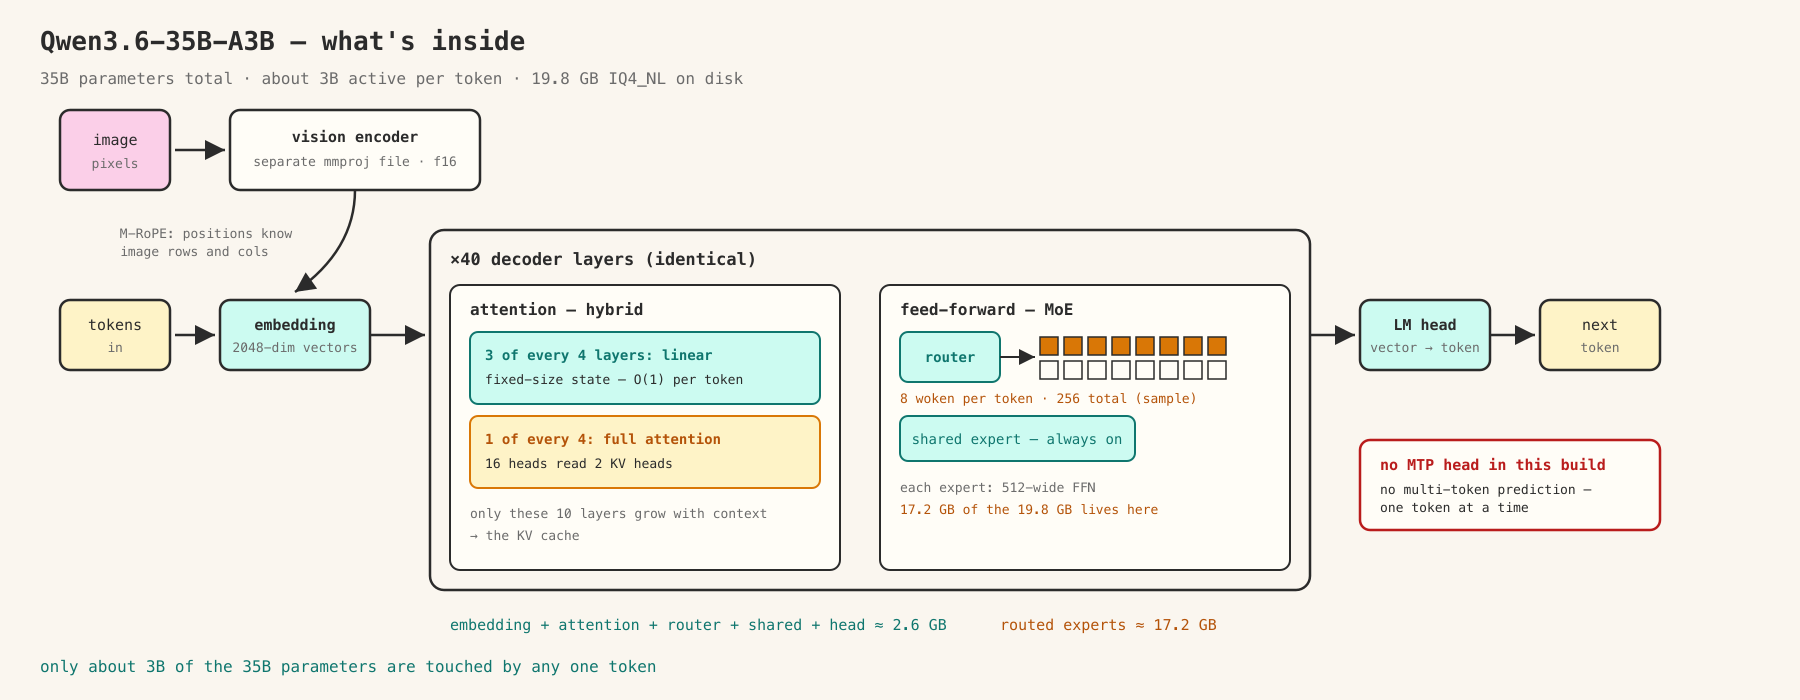 Qwen3.6−35B−A3B — what's inside
35B parameters total · about 3B active per token · 19.8 GB IQ4_NL on disk
image
pixels
vision encoder
separate mmproj file · f16
M−RoPE: positions know
image rows and cols
tokens
in
embedding
2048−dim vectors
×40 decoder layers (identical)
attention — hybrid
3 of every 4 layers: linear
fixed−size state — O(1) per token
1 of every 4: full attention
16 heads read 2 KV heads
only these 10 layers grow with context
→ the KV cache
feed−forward — MoE
router
8 woken per token · 256 total (sample)
shared expert — always on
each expert: 512−wide FFN
17.2 GB of the 19.8 GB lives here
LM head
vector → token
next
token
no MTP head in this build
no multi−token prediction —
one token at a time
embedding + attention + router + shared + head ≈ 2.6 GB
routed experts ≈ 17.2 GB
only about 3B of the 35B parameters are touched by any one token